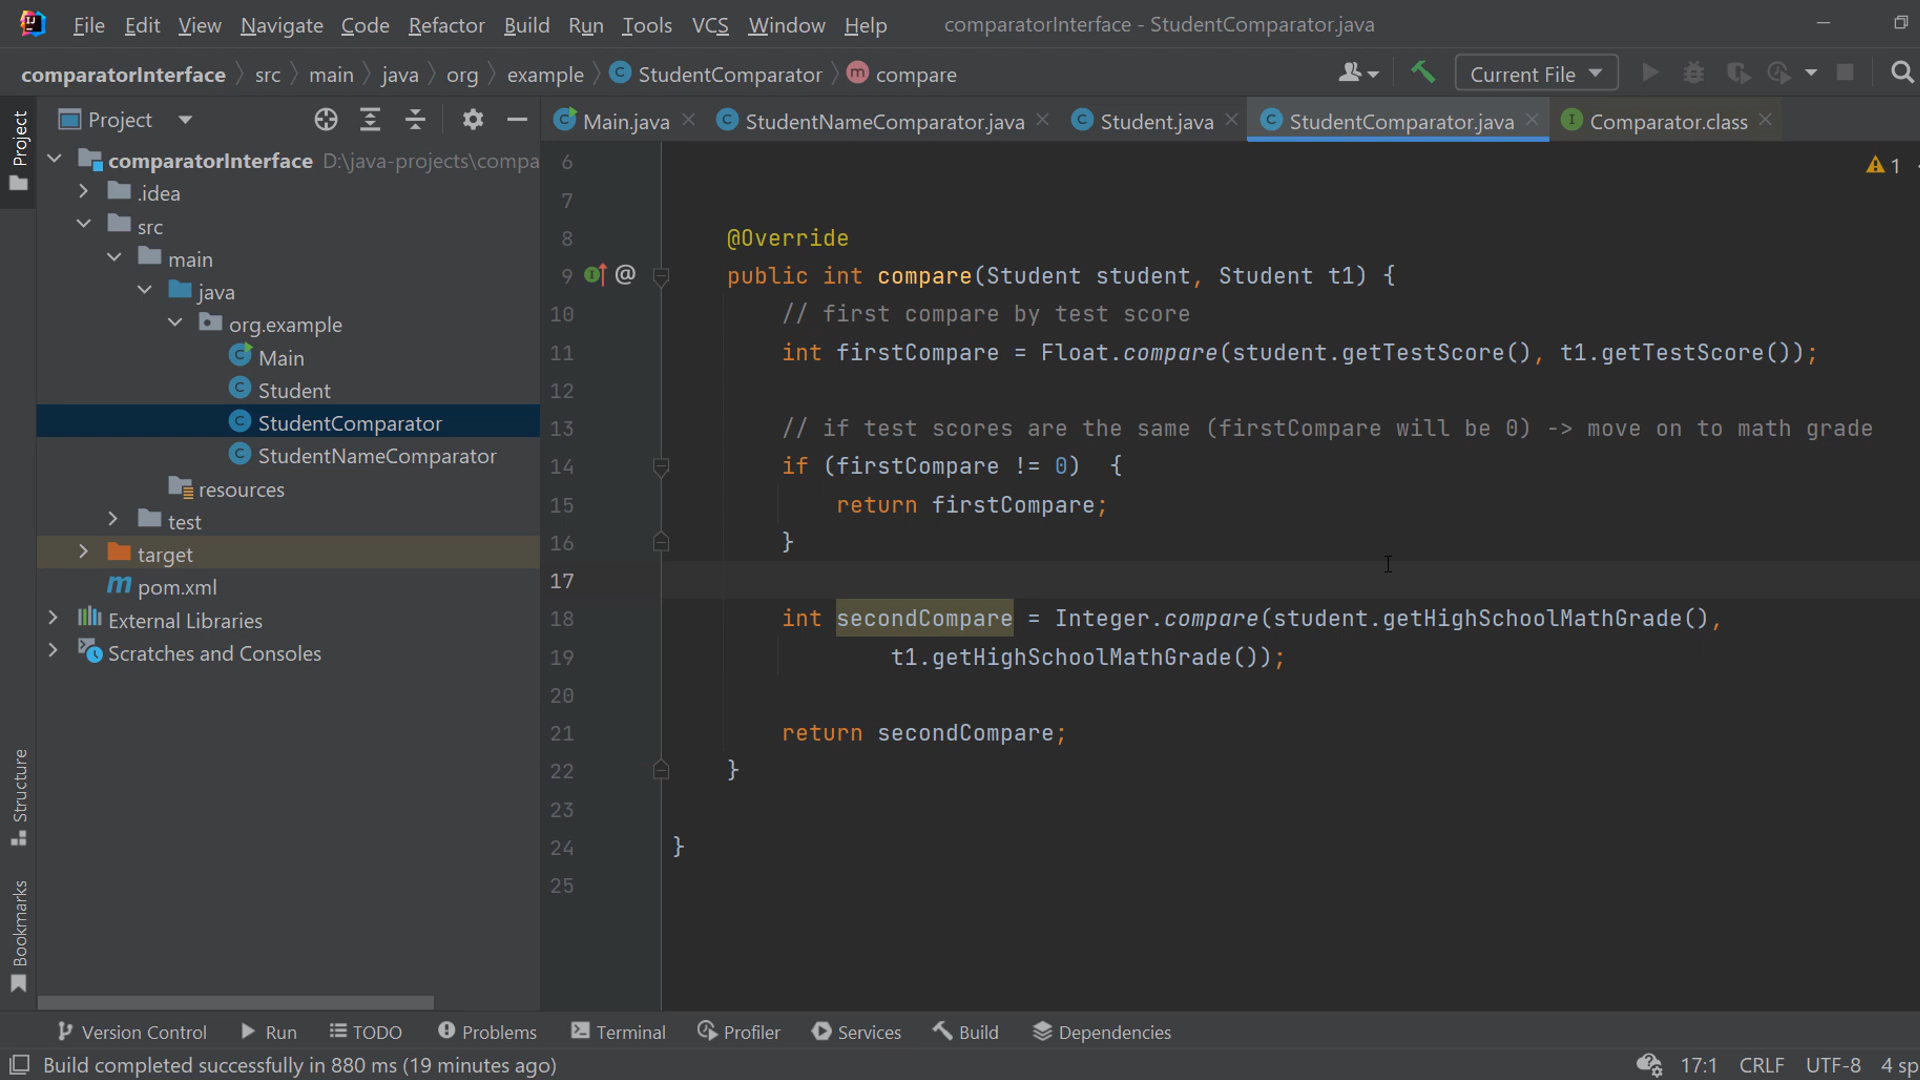 File Edit View Navigate Code Refactor Build Run Tools VCS Window Help comparatorInterface - StudentComparator.java
comparatorInterface src main java org example StudentComparator compare Current File
Project Main.java StudentNameComparator.java Student.java StudentComparator.java Comparator.class
Project
comparatorInterface D:\java-projects\compa
.idea
src
main
java
org.example
Main
Student
StudentComparator
StudentNameComparator
resources
test
target
pom.xml
External Libraries
Scratches and Consoles
Structure
Bookmarks
1
6
7
8 @Override
9 @ public int compare(Student student, Student t1) {
10 // first compare by test score
11 int firstCompare = Float.compare(student.getTestScore(), t1.getTestScore());
12
13 // if test scores are the same (firstCompare will be 0) -> move on to math grade
14 if (firstCompare != 0) {
15 return firstCompare;
16 }
17
18 int secondCompare = Integer.compare(student.getHighSchoolMathGrade(),
19 t1.getHighSchoolMathGrade());
20
21 return secondCompare;
22 }
23
24 }
25
Version Control Run TODO Problems Terminal Profiler Services Build Dependencies
Build completed successfully in 880 ms (19 minutes ago) 17:1 CRLF UTF-8 4 sp